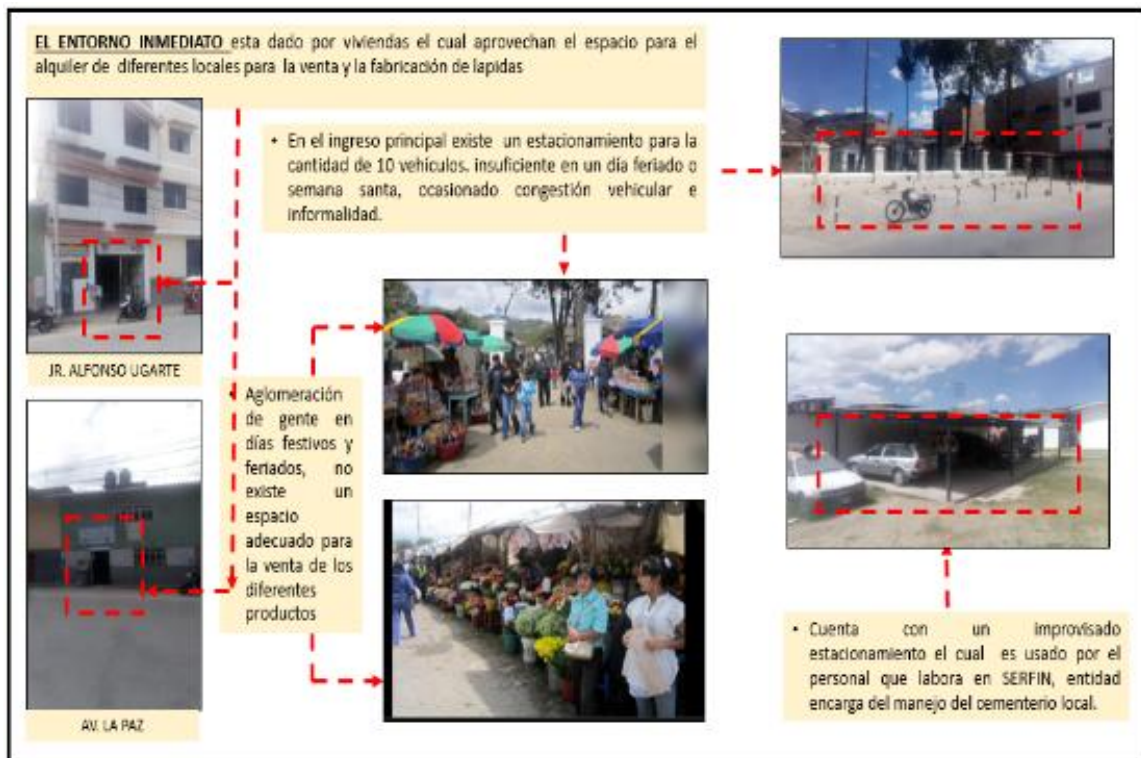 EL ENTORNO INMEDIATO esta dado por viviendas el cual aprovechan el espacio para el
alquiler de diferentes locales para la venta y la fabricación de lapidas
• En el ingreso principal existe un estacionamiento para la
cantidad de 10 vehículos. insuficiente en un día feriado o
semana santa, ocasionado congestión vehicular e
informalidad.
JR. ALFONSO UGARTE
• Aglomeración
de gente en
días festivos y
feriados, no
existe un
espacio
adecuado para
la venta de los
diferentes
productos
AV. LA PAZ
• Cuenta con un improvisado
estacionamiento el cual es usado por el
personal que labora en SERFIN, entidad
encarga del manejo del cementerio local.